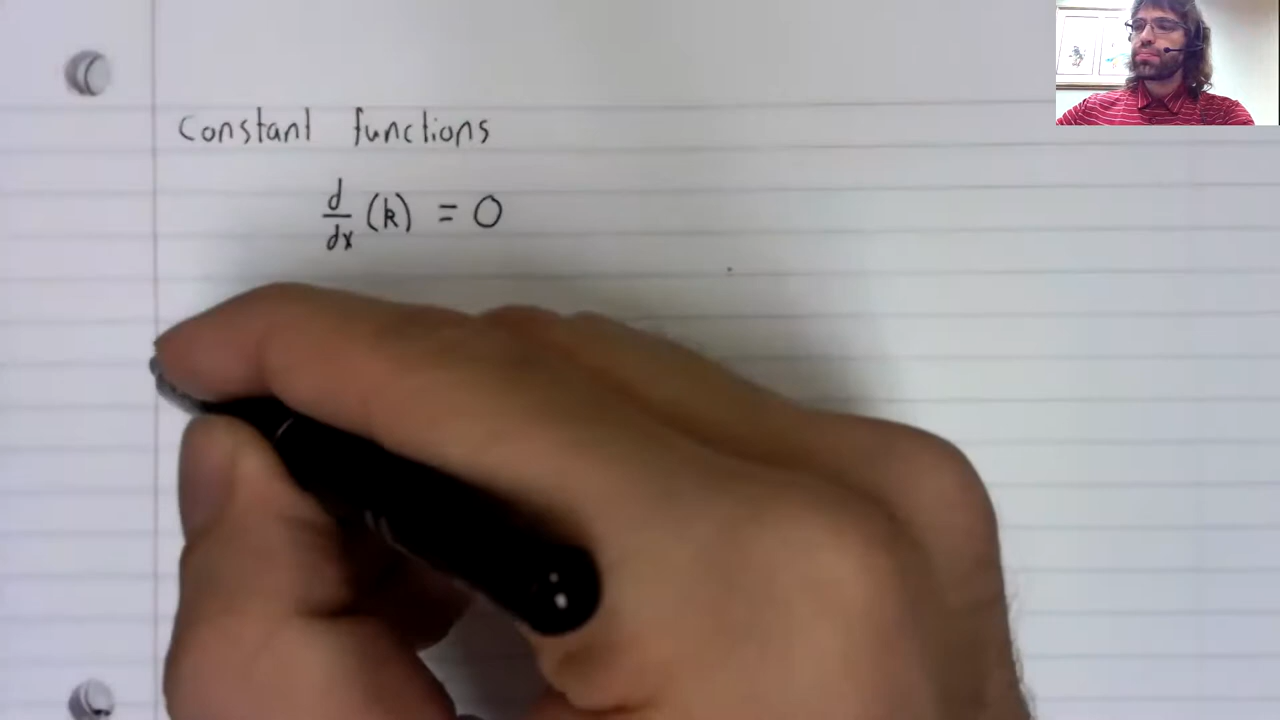 Constant functions
d/dx (k) = 0